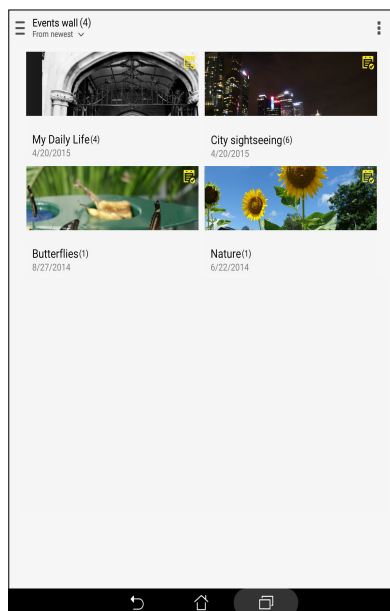 Events wall (4)
From newest
My Daily Life(4)
4/20/2015
City sightseeing(6)
4/20/2015
Butterflies(1)
8/27/2014
Nature(1)
6/22/2014